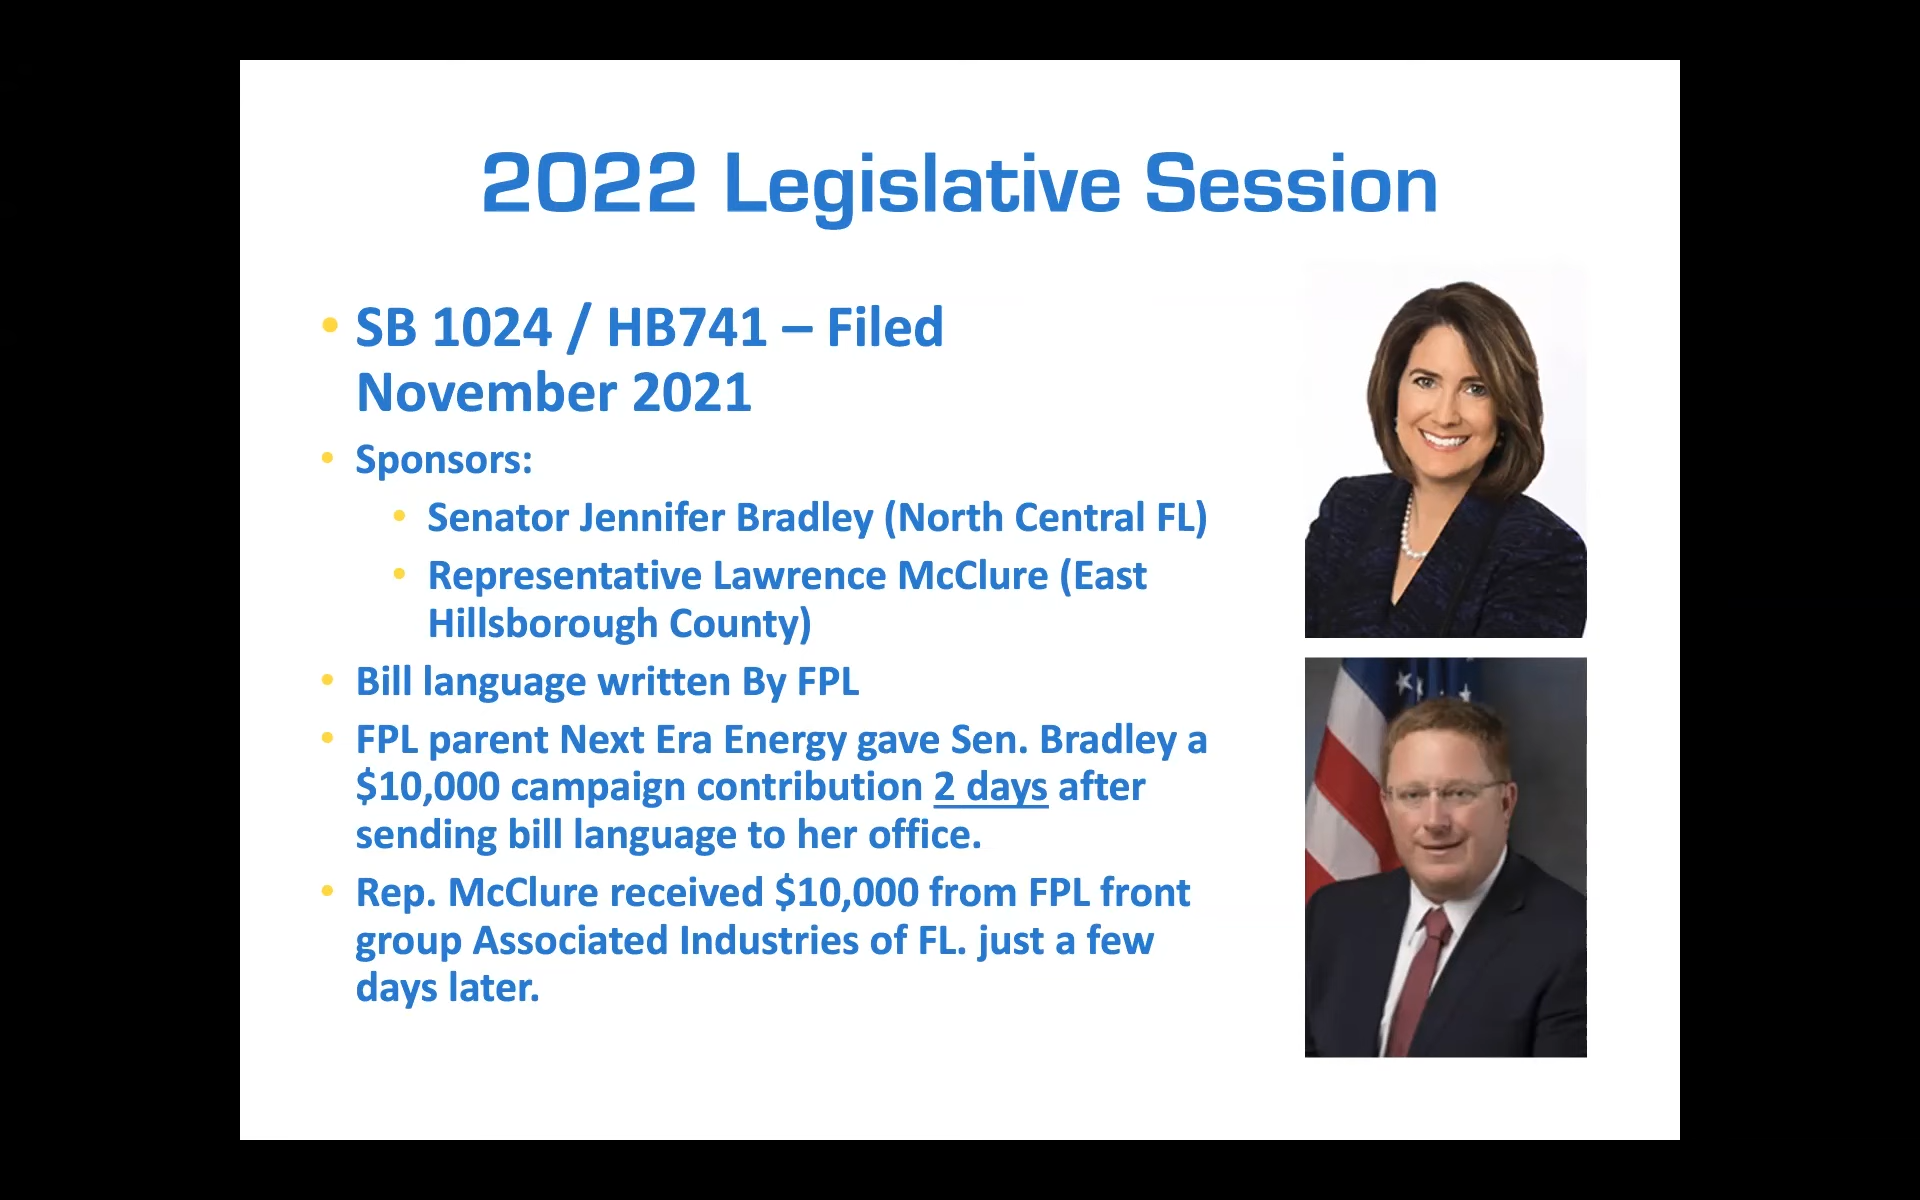 2022 Legislative Session
• SB 1024 / HB741 – Filed
November 2021
• Sponsors:
• Senator Jennifer Bradley (North Central FL)
• Representative Lawrence McClure (East
Hillsborough County)
• Bill language written By FPL
• FPL parent Next Era Energy gave Sen. Bradley a
$10,000 campaign contribution 2 days after
sending bill language to her office.
• Rep. McClure received $10,000 from FPL front
group Associated Industries of FL. just a few
days later.